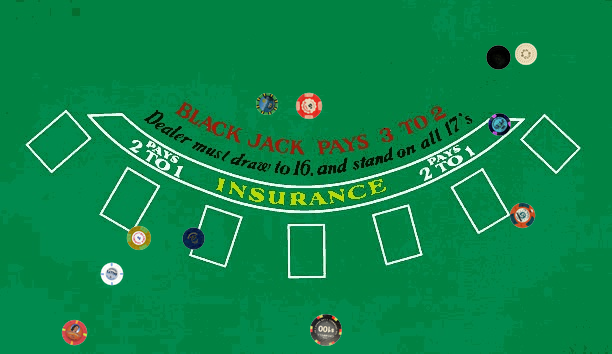 BLACK JACK PAYS 3 TO 2
Dealer must draw to 16, and stand on all 17's
PAYS
2 TO 1
PAYS
2 TO 1
INSURANCE
$100